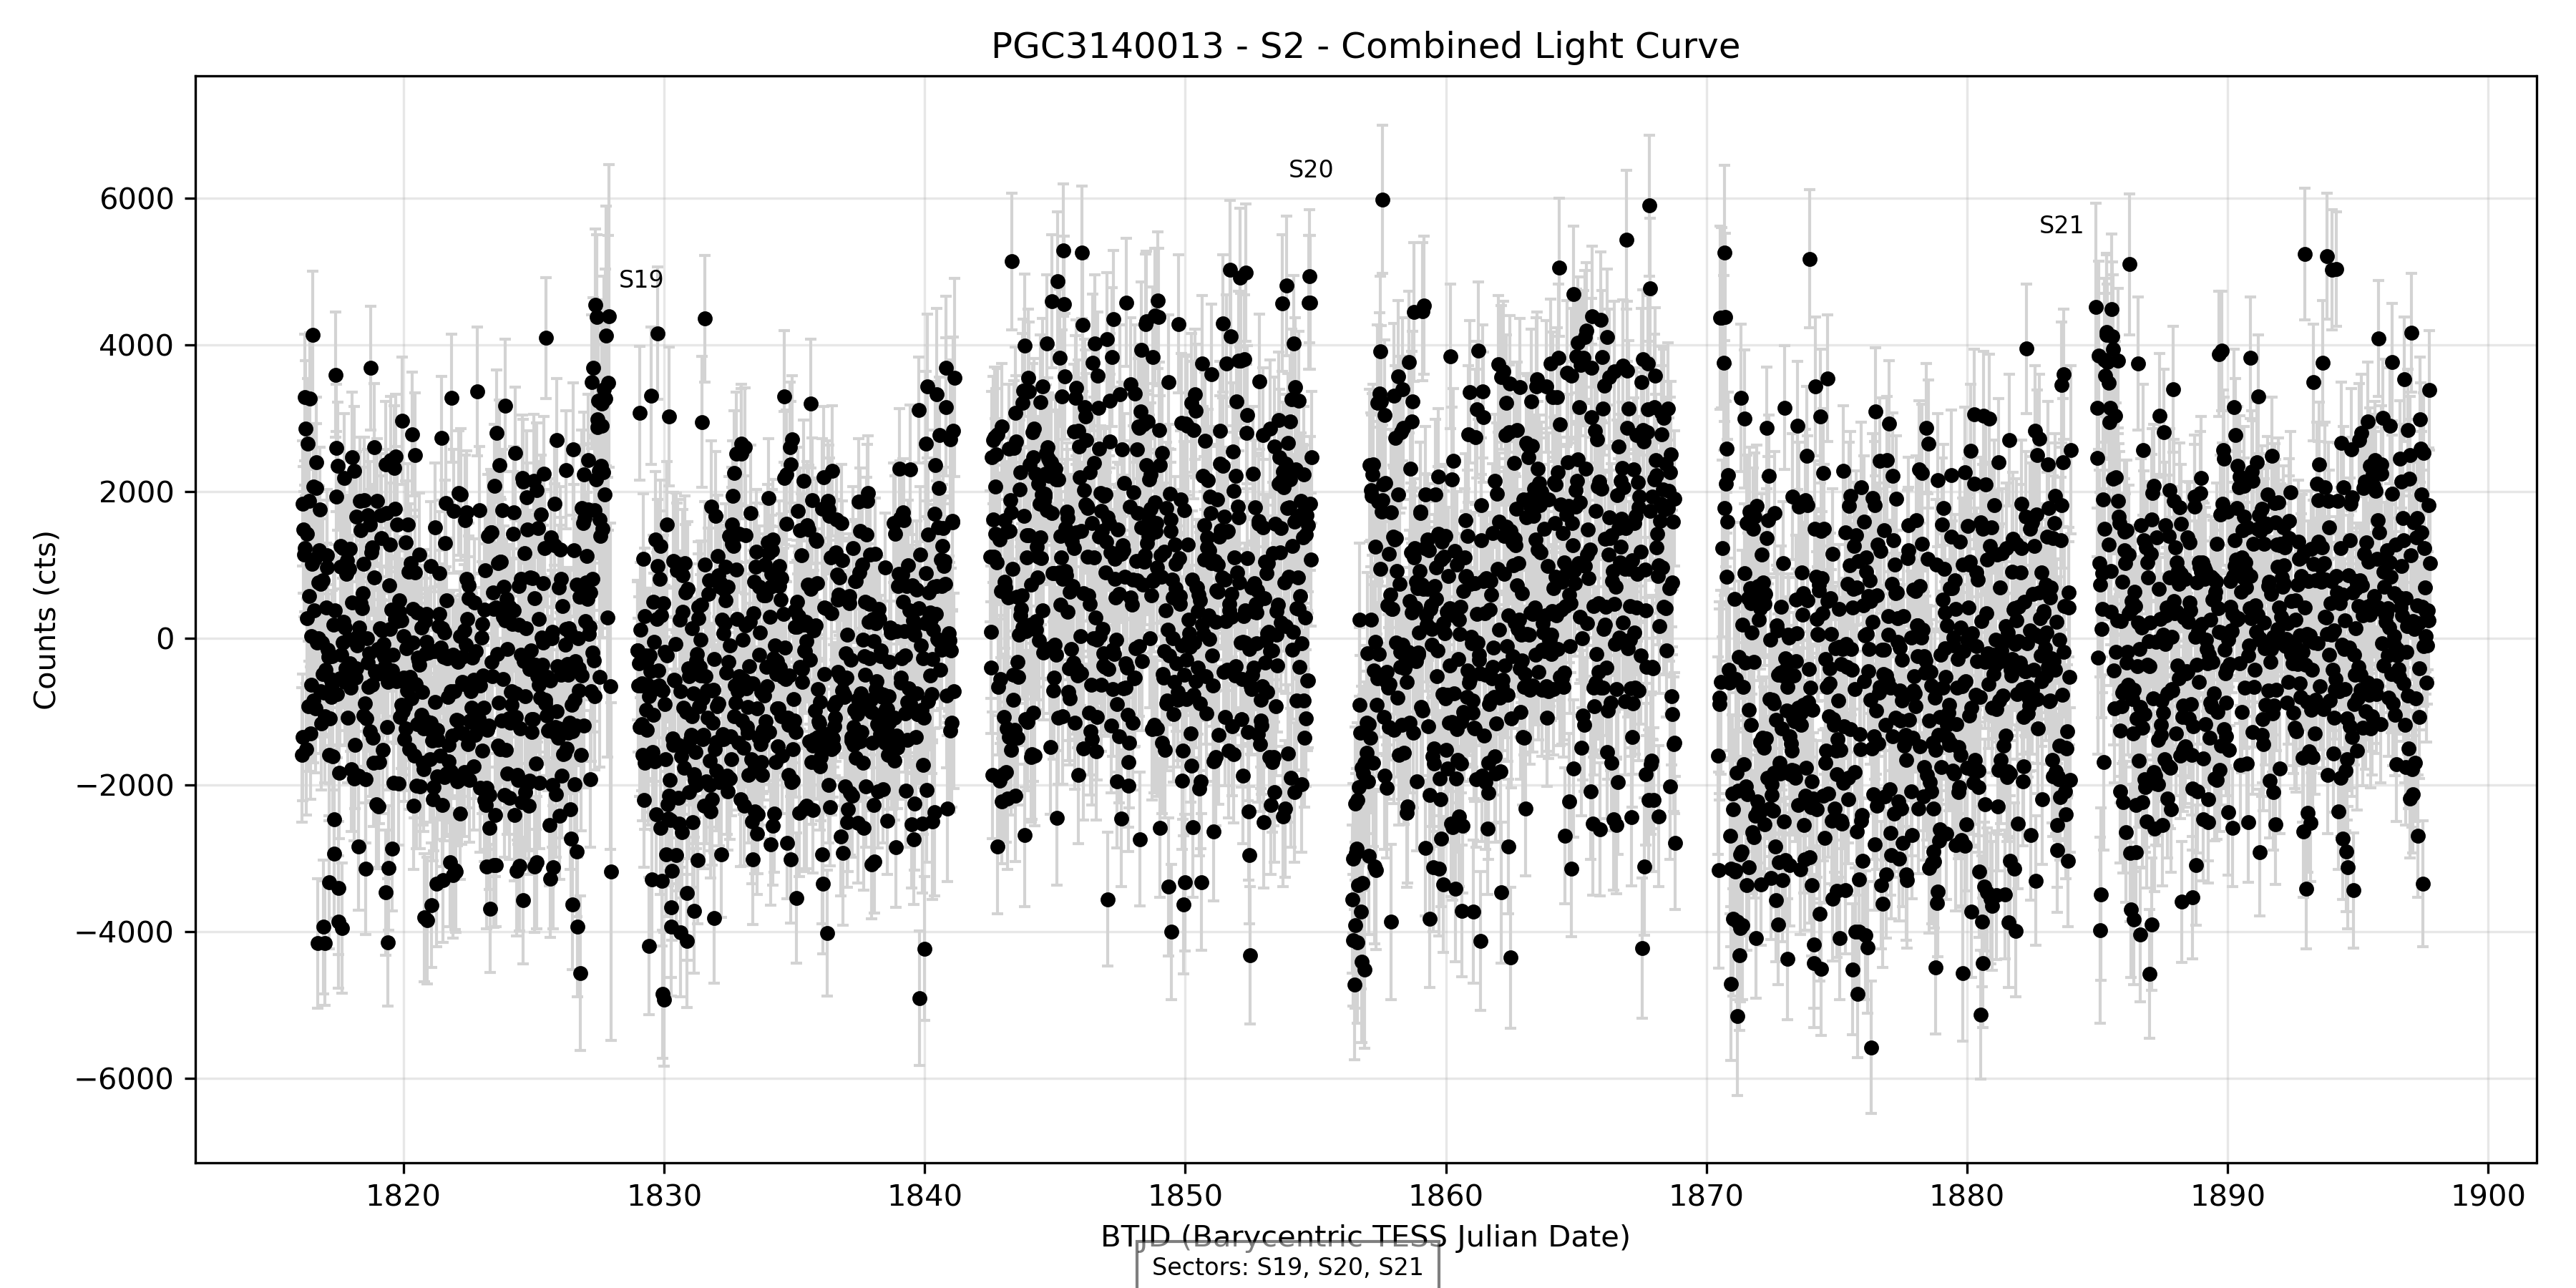 PGC3140013 - S2 - Combined Light Curve
Counts (cts)
6000
4000
2000
0
−2000
−4000
−6000
S19
S20
S21
1820 1830 1840 1850 1860 1870 1880 1890 1900
BTJD (Barycentric TESS Julian Date)
Sectors: S19, S20, S21